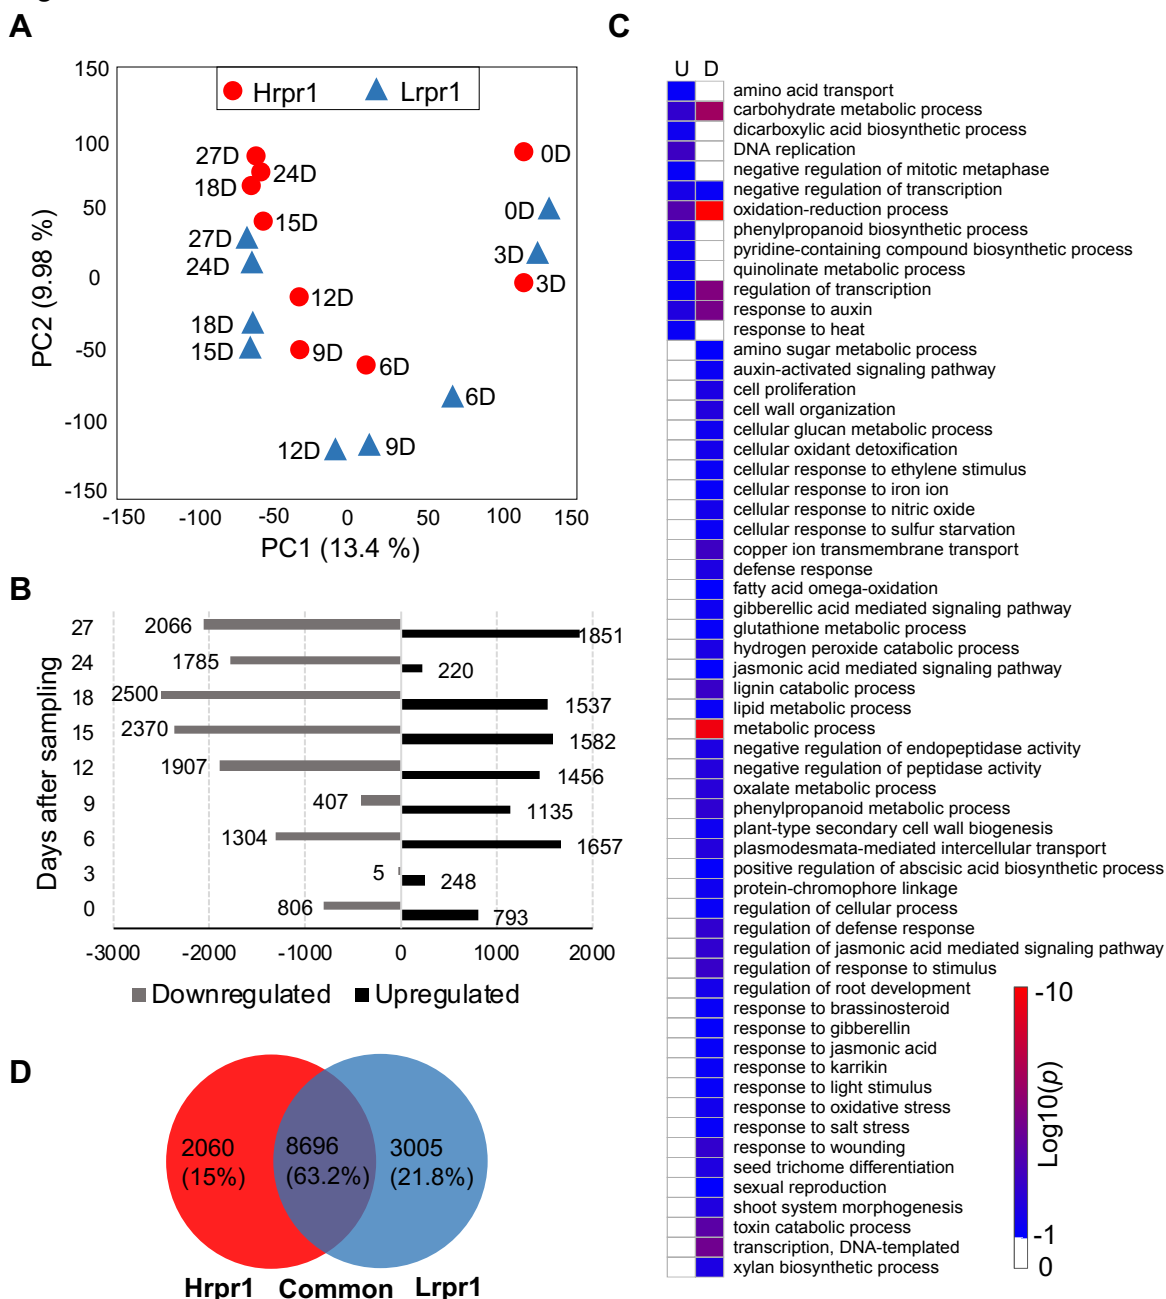 A
150
100
50
0
-50
-100
-150
PC2 (9.98 %)
Hrpr1 Lrpr1
27D
24D
18D
15D
27D
24D
12D
18D
15D
9D
6D
6D
12D
9D
0D
0D
3D
3D
-150 -100 -50 0 50 100 150
PC1 (13.4 %)
B
Days after sampling
27 2066 1851
24 1785 220
18 2500 1537
15 2370 1582
12 1907 1456
9 407 1135
6 1304 1657
3 5 248
0 806 793
-3000 -2000 -1000 0 1000 2000
Downregulated Upregulated
C
U D
amino acid transport
carbohydrate metabolic process
dicarboxylic acid biosynthetic process
DNA replication
negative regulation of mitotic metaphase
negative regulation of transcription
oxidation-reduction process
phenylpropanoid biosynthetic process
pyridine-containing compound biosynthetic process
quinolinate metabolic process
regulation of transcription
response to auxin
response to heat
amino sugar metabolic process
auxin-activated signaling pathway
cell proliferation
cell wall organization
cellular glucan metabolic process
cellular oxidant detoxification
cellular response to ethylene stimulus
cellular response to iron ion
cellular response to nitric oxide
cellular response to sulfur starvation
copper ion transmembrane transport
defense response
fatty acid omega-oxidation
gibberellic acid mediated signaling pathway
glutathione metabolic process
hydrogen peroxide catabolic process
jasmonic acid mediated signaling pathway
lignin catabolic process
lipid metabolic process
metabolic process
negative regulation of endopeptidase activity
negative regulation of peptidase activity
oxalate metabolic process
phenylpropanoid metabolic process
plant-type secondary cell wall biogenesis
plasmodesmata-mediated intercellular transport
positive regulation of abscisic acid biosynthetic process
protein-chromophore linkage
regulation of cellular process
regulation of defense response
regulation of jasmonic acid mediated signaling pathway
regulation of response to stimulus
regulation of root development
response to brassinosteroid
response to gibberellin
response to jasmonic acid
response to karrikin
response to light stimulus
response to oxidative stress
response to salt stress
response to wounding
seed trichome differentiation
sexual reproduction
shoot system morphogenesis
toxin catabolic process
transcription, DNA-templated
xylan biosynthetic process
-10
Log10(p)
-1
0
D
2060
(15%)
8696
(63.2%)
3005
(21.8%)
Hrpr1 Common Lrpr1